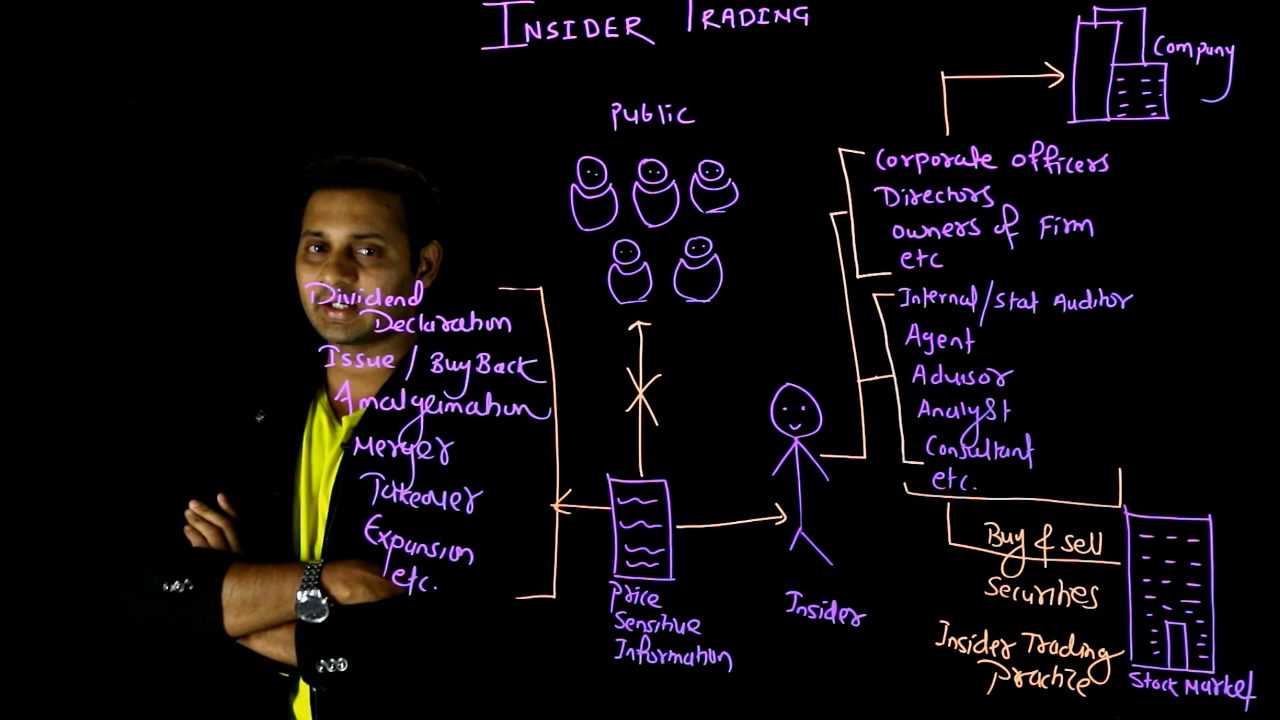 INSIDER TRADING
Company
Public
Corporate officers
Directors
owners of Firm
etc
Internal/Stat Auditor
Agent
Advisor
Analyst
Consultant
etc.
Dividend
Declaration
Issue / Buy Back
Amalgimation
Merger
Takeover
Expansion
etc.
Price
Sensitive
Information
Insider
Buy & sell
Securities
Insider Trading
Practice
Stock Market